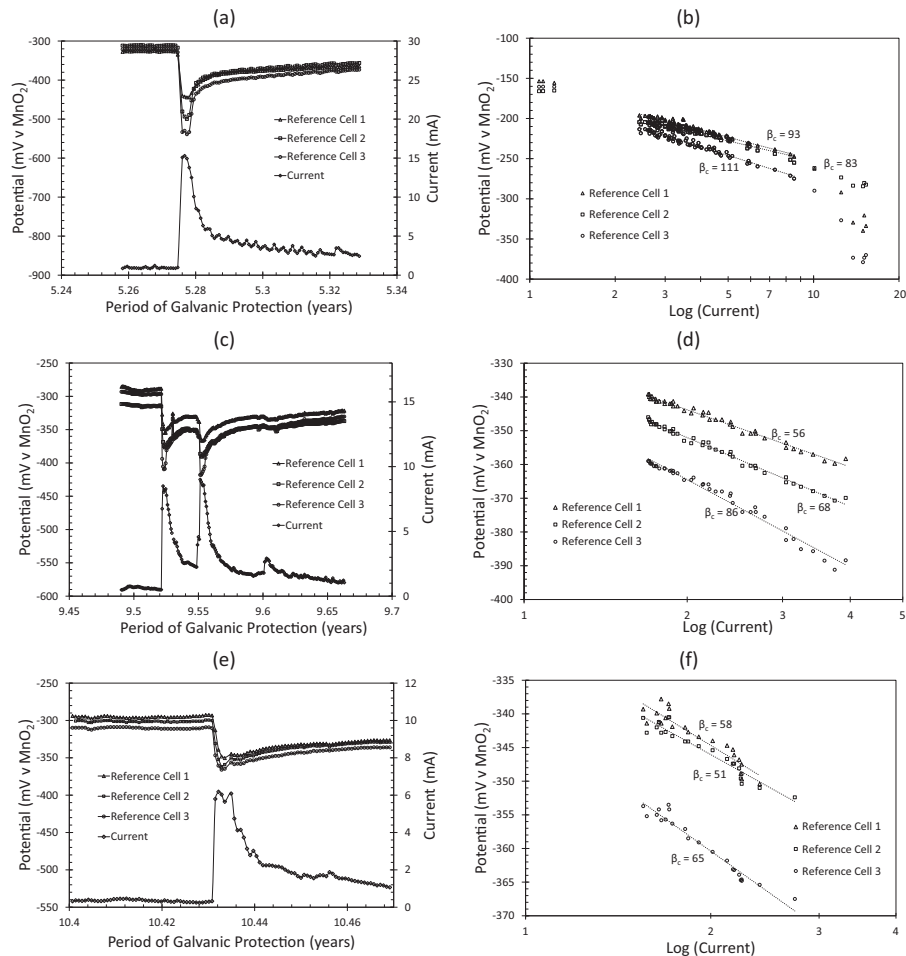 (a)
-300
-400
-500
-600
-700
-800
-900
Potential (mV v MnO2)
30
25
20
15
10
5
0
Current (mA)
Reference Cell 1
Reference Cell 2
Reference Cell 3
Current
5.24 5.26 5.28 5.3 5.32 5.34
Period of Galvanic Protection (years)
(b)
-100
-150
-200
-250
-300
-350
-400
Potential (mV v MnO2)
βc = 93
βc = 83
βc = 111
Reference Cell 1
Reference Cell 2
Reference Cell 3
1 2 3 4 5 6 7 8 10 20
Log (Current)
(c)
-250
-300
-350
-400
-450
-500
-550
-600
Potential (mV v MnO2)
15
10
5
0
Current (mA)
Reference Cell 1
Reference Cell 2
Reference Cell 3
Current
9.45 9.5 9.55 9.6 9.65 9.7
Period of Galvanic Protection (years)
(d)
-330
-340
-350
-360
-370
-380
-390
-400
Potential (mV v MnO2)
βc = 56
βc = 68
βc = 86
Reference Cell 1
Reference Cell 2
Reference Cell 3
1 2 3 4 5
Log (Current)
(e)
-250
-300
-350
-400
-450
-500
-550
Potential (mV v MnO2)
12
10
8
6
4
2
0
Current (mA)
Reference Cell 1
Reference Cell 2
Reference Cell 3
Current
10.4 10.42 10.44 10.46
Period of Galvanic Protection (years)
(f)
-335
-340
-345
-350
-355
-360
-365
-370
Potential (mV v MnO2)
βc = 58
βc = 51
βc = 65
Reference Cell 1
Reference Cell 2
Reference Cell 3
1 2 3 4
Log (Current)